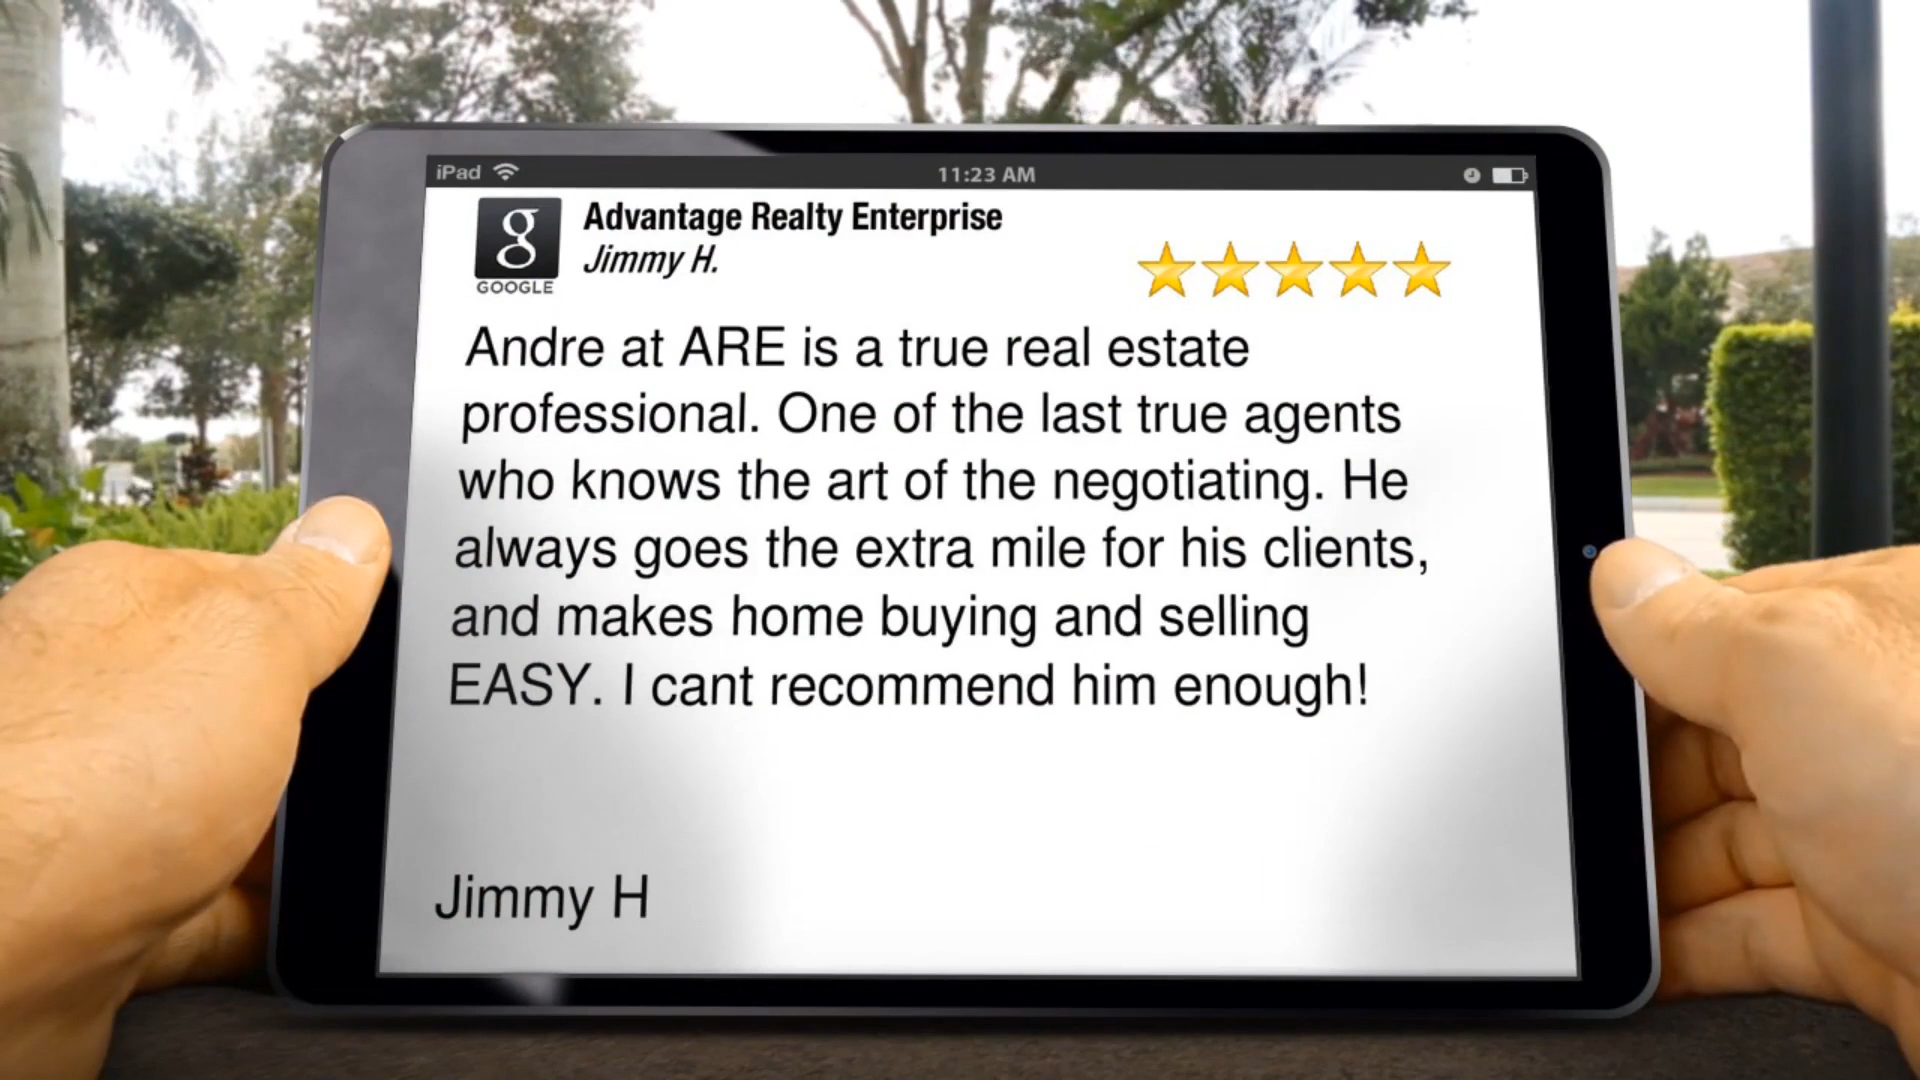 iPad
11:23 AM
g
GOOGLE
Advantage Realty Enterprise
Jimmy H.
Andre at ARE is a true real estate
professional. One of the last true agents
who knows the art of the negotiating. He
always goes the extra mile for his clients,
and makes home buying and selling
EASY. I cant recommend him enough!
Jimmy H